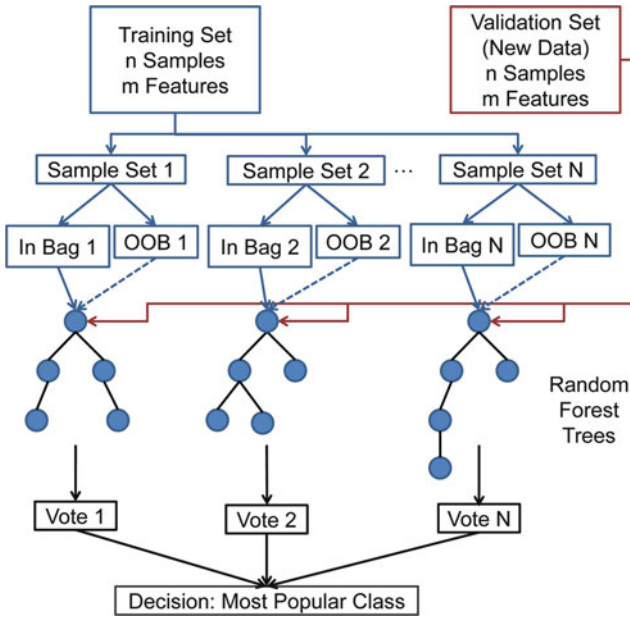 Training Set
n Samples
m Features
Validation Set
(New Data)
n Samples
m Features
Sample Set 1
Sample Set 2
...
Sample Set N
In Bag 1
OOB 1
In Bag 2
OOB 2
In Bag N
OOB N
Random
Forest
Trees
Vote 1
Vote 2
Vote N
Decision: Most Popular Class